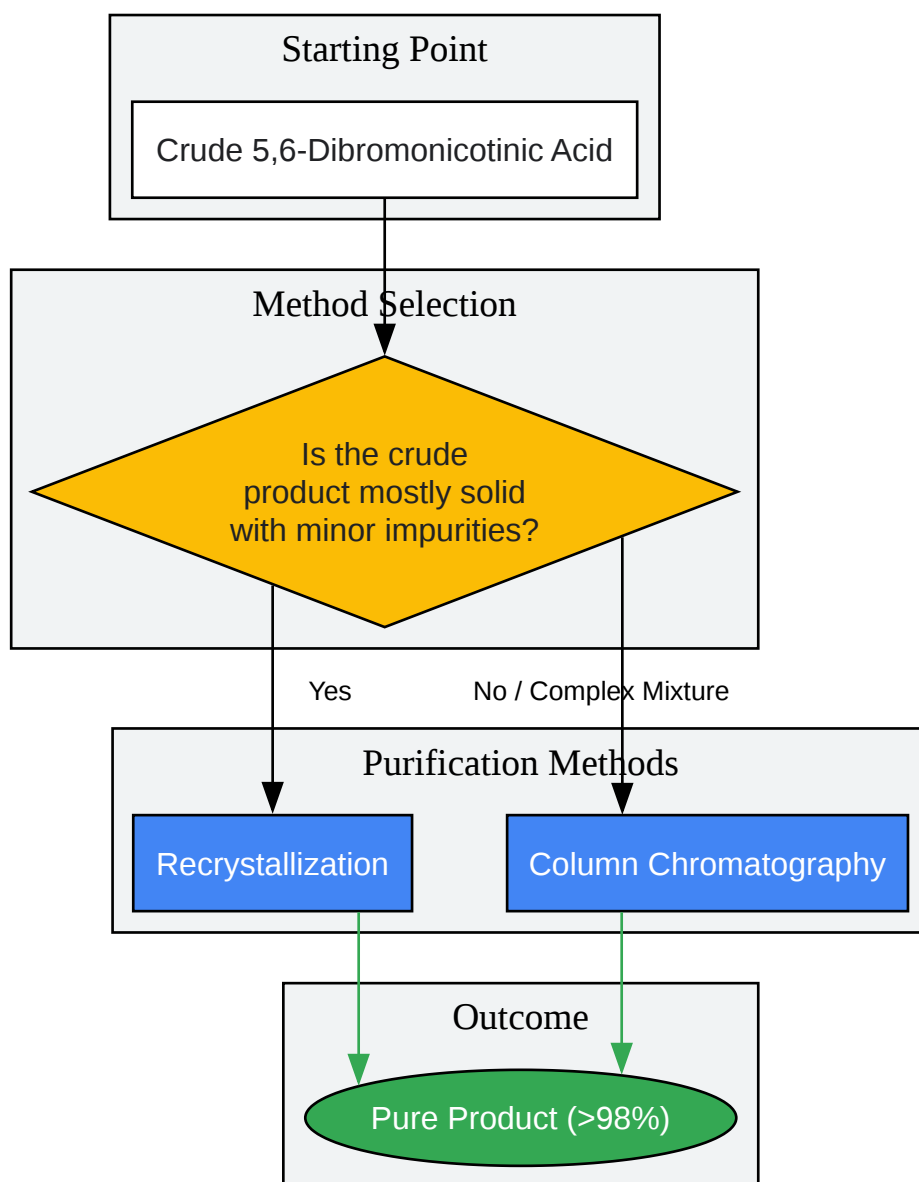 Starting Point
Crude 5,6-Dibromonicotinic Acid
Method Selection
Is the crude
product mostly solid
with minor impurities?
Yes
No / Complex Mixture
Purification Methods
Recrystallization
Column Chromatography
Outcome
Pure Product (>98%)